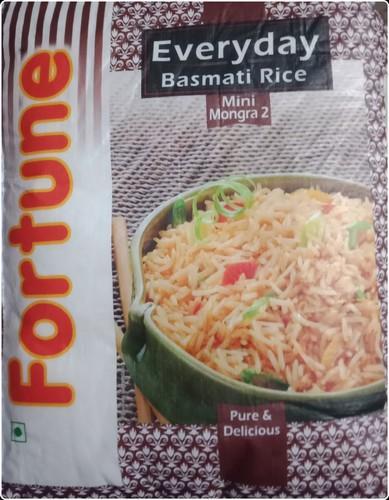 Fortune
Everyday
Basmati Rice
Mini
Mongra 2
Pure &
Delicious